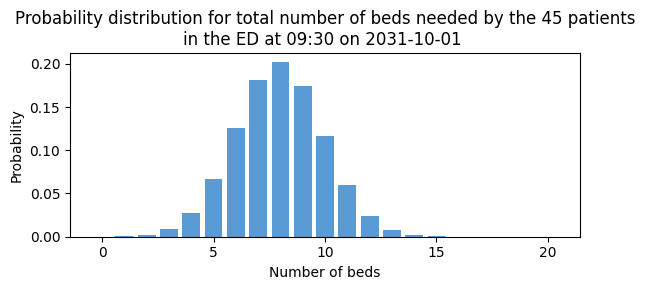 Probability distribution for total number of beds needed by the 45 patients
in the ED at 09:30 on 2031-10-01
Probability
0.20
0.15
0.10
0.05
0.00
0 5 10 15 20
Number of beds